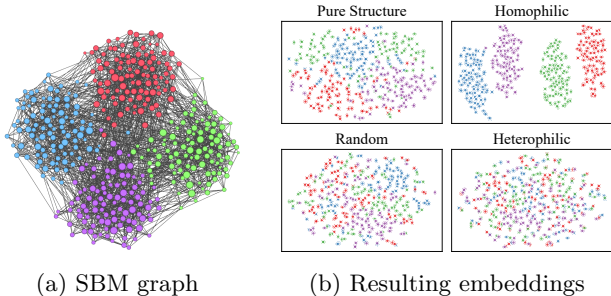 Pure Structure
Homophilic
Random
Heterophilic
(a) SBM graph
(b) Resulting embeddings